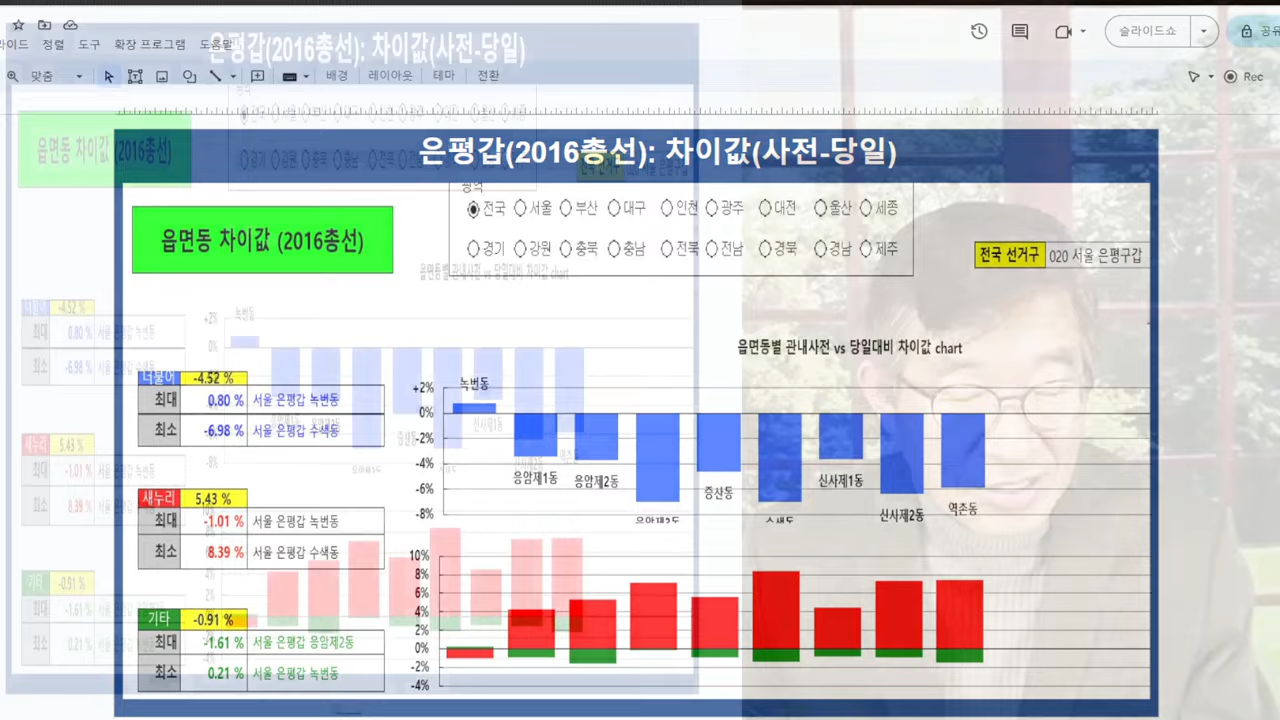 라이드 정렬 도구 확장 프로그램 도움말
슬라이드쇼
공유
맞춤
배경 레이아웃 테마 전환
Rec
은평갑(2016총선): 차이값(사전-당일)
은평갑(2016총선): 차이값(사전-당일)
읍면동 차이값 (2016총선)
광역
전국 서울 부산 대구 인천 광주 대전 울산 세종
경기 강원 충북 충남 전북 전남 경북 경남 제주
전국 선거구 020 서울 은평구갑
읍면동별 관내사전 vs 당일대비 차이값 chart
더불어 -4.52 %
최대 0.80 % 서울 은평갑 녹번동
최소 -6.98 % 서울 은평갑 수색동
+2%
0%
-2%
-4%
-6%
-8%
녹번동
응암제1동
응암제2동
응암제3동
증산동
수색동
신사제1동
신사제2동
역촌동
새누리 5.43 %
최대 -1.01 % 서울 은평갑 녹번동
최소 8.39 % 서울 은평갑 수색동
10%
8%
6%
4%
2%
0%
-2%
-4%
기타 -0.91 %
최대 -1.61 % 서울 은평갑 응암제2동
최소 0.21 % 서울 은평갑 녹번동